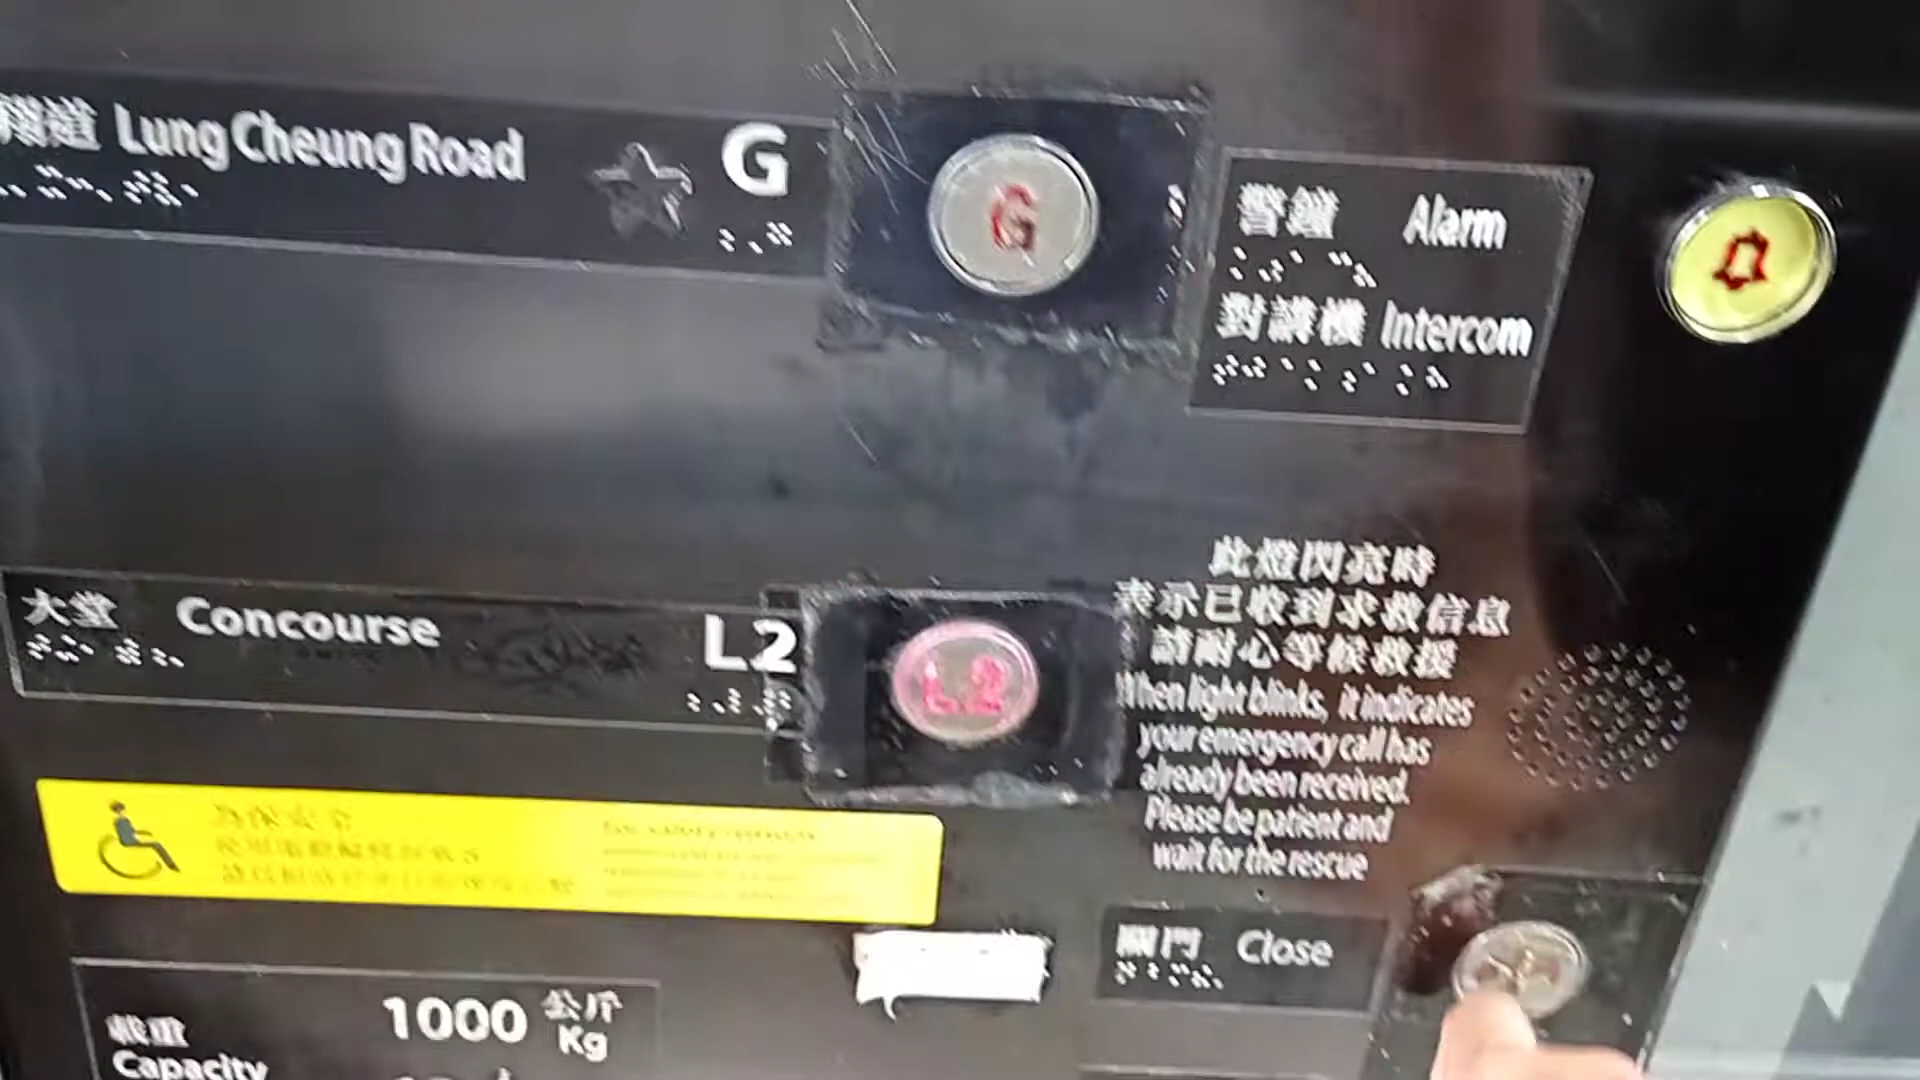 翔道 Lung Cheung Road G
G
警鐘 Alarm
對講機 Intercom
此燈閃亮時
表示已收到求救信息
請耐心等候救援
When light blinks, it indicates
your emergency call has
already been received.
Please be patient and
wait for the rescue
大堂 Concourse L2
L2
關門 Close
載重 1000 公斤
Capacity Kg